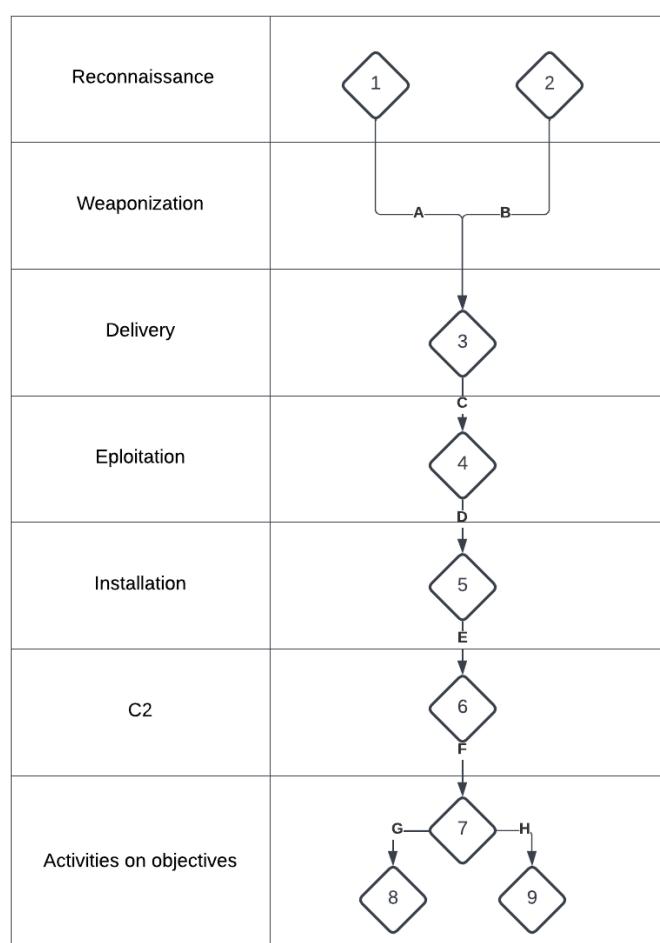 Reconnaissance
1
2
Weaponization
A
B
Delivery
3
C
Eploitation
4
D
Installation
5
E
C2
6
F
Activities on objectives
G
7
H
8
9